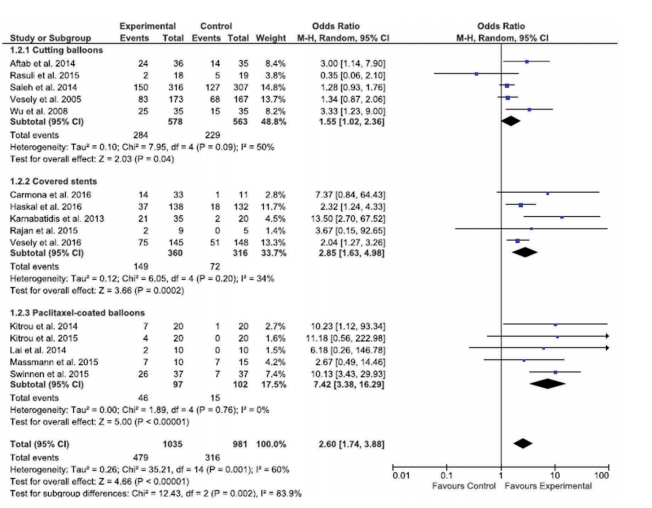 Experimental Control Odds Ratio Odds Ratio
Study or Subgroup Events Total Events Total Weight M-H, Random, 95% CI M-H, Random, 95% CI
1.2.1 Cutting balloons
Aftab et al. 2014 24 36 14 35 8.4% 3.00 [1.14, 7.90]
Rasuli et al. 2015 2 18 5 19 3.8% 0.35 [0.06, 2.10]
Saleh et al. 2014 150 316 127 307 14.8% 1.28 [0.93, 1.76]
Vesely et al. 2005 83 173 68 167 13.7% 1.34 [0.87, 2.06]
Wu et al. 2008 25 35 15 35 8.2% 3.33 [1.23, 9.00]
Subtotal (95% CI) 578 563 48.8% 1.55 [1.02, 2.36]
Total events 284 229
Heterogeneity: Tau² = 0.10; Chi² = 7.95, df = 4 (P = 0.09); I² = 50%
Test for overall effect: Z = 2.03 (P = 0.04)
1.2.2 Covered stents
Carmona et al. 2016 14 33 1 11 2.8% 7.37 [0.84, 64.43]
Haskal et al. 2016 37 138 18 132 11.7% 2.32 [1.24, 4.33]
Karnabatidis et al. 2013 21 35 2 20 4.5% 13.50 [2.70, 67.52]
Rajan et al. 2015 2 9 0 5 1.4% 3.67 [0.15, 92.65]
Vesely et al. 2016 75 145 51 148 13.3% 2.04 [1.27, 3.26]
Subtotal (95% CI) 360 316 33.7% 2.85 [1.63, 4.98]
Total events 149 72
Heterogeneity: Tau² = 0.12; Chi² = 6.05, df = 4 (P = 0.20); I² = 34%
Test for overall effect: Z = 3.66 (P = 0.0002)
1.2.3 Paclitaxel-coated balloons
Kitrou et al. 2014 7 20 1 20 2.7% 10.23 [1.12, 93.34]
Kitrou et al. 2015 4 20 0 20 1.6% 11.18 [0.56, 222.98]
Lai et al. 2014 2 10 0 10 1.4% 6.18 [0.26, 146.78]
Massmann et al. 2015 7 10 7 15 4.2% 2.67 [0.49, 14.46]
Swinnen et al. 2015 26 37 7 37 7.4% 10.13 [3.43, 29.93]
Subtotal (95% CI) 97 102 17.5% 7.42 [3.38, 16.29]
Total events 46 15
Heterogeneity: Tau² = 0.00; Chi² = 1.89, df = 4 (P = 0.76); I² = 0%
Test for overall effect: Z = 5.00 (P < 0.00001)
Total (95% CI) 1035 981 100.0% 2.60 [1.74, 3.88]
Total events 479 316
Heterogeneity: Tau² = 0.26; Chi² = 35.21, df = 14 (P = 0.001); I² = 60%
Test for overall effect: Z = 4.66 (P < 0.00001)
Test for subgroup differences: Chi² = 12.43, df = 2 (P = 0.002), I² = 83.9%
0.01 0.1 1 10 100
Favours Control Favours Experimental